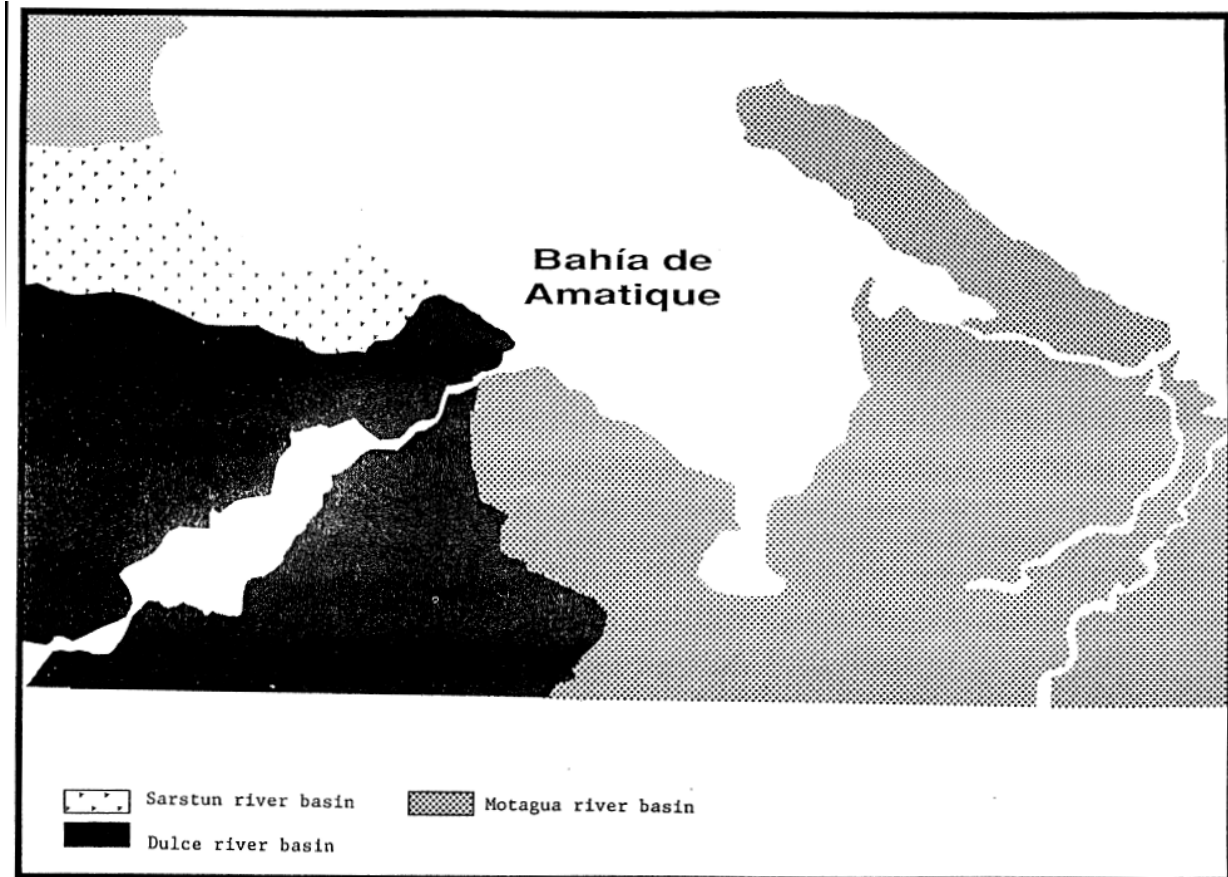 Bahía de
Amatique
Sarstun river basin
Motagua river basin
Dulce river basin